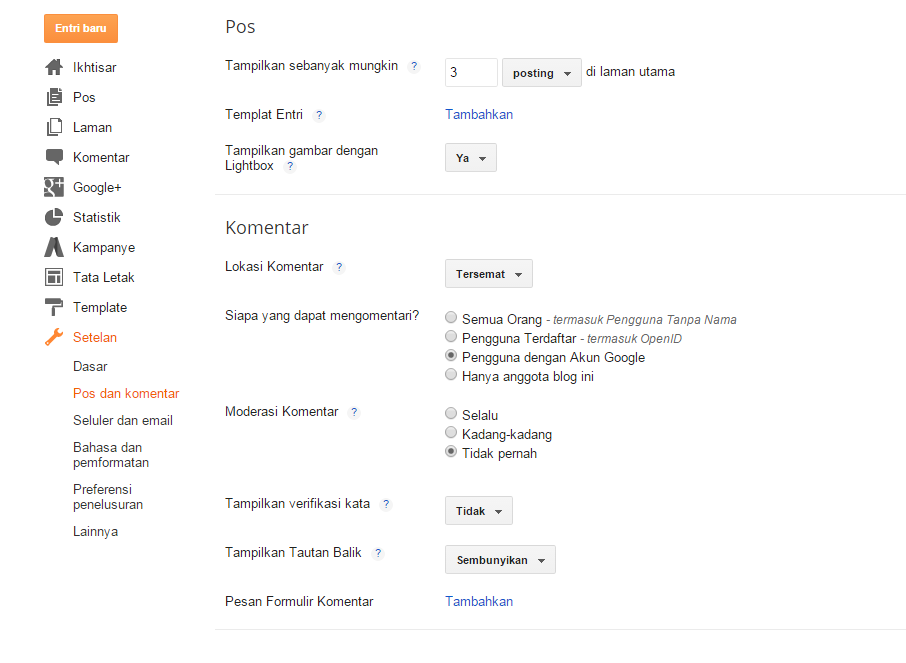 Entri baru
Ikhtisar
Pos
Laman
Komentar
Google+
Statistik
Kampanye
Tata Letak
Template
Setelan
Dasar
Pos dan komentar
Seluler dan email
Bahasa dan
pemformatan
Preferensi
penelusuran
Lainnya
Pos
Tampilkan sebanyak mungkin ? 3 posting di laman utama
Templat Entri ? Tambahkan
Tampilkan gambar dengan
Lightbox ? Ya
Komentar
Lokasi Komentar ? Tersemat
Siapa yang dapat mengomentari?
Semua Orang - termasuk Pengguna Tanpa Nama
Pengguna Terdaftar - termasuk OpenID
Pengguna dengan Akun Google
Hanya anggota blog ini
Moderasi Komentar ?
Selalu
Kadang-kadang
Tidak pernah
Tampilkan verifikasi kata ? Tidak
Tampilkan Tautan Balik ? Sembunyikan
Pesan Formulir Komentar Tambahkan